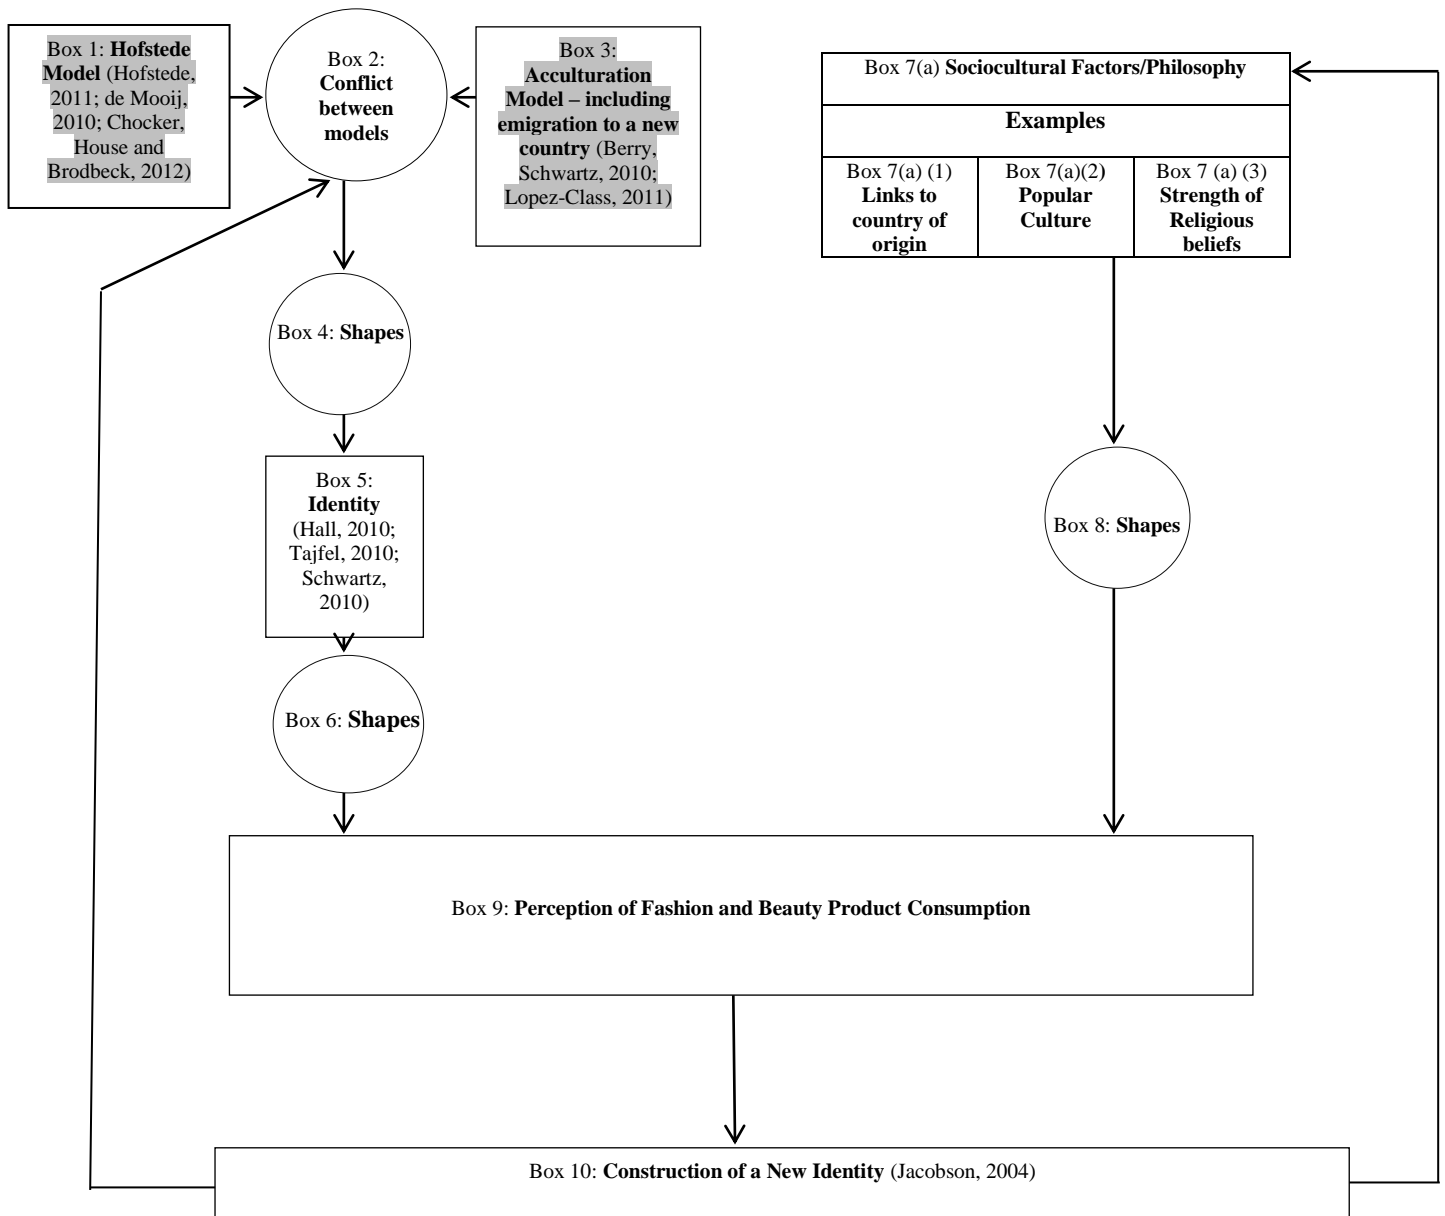 Box 1: Hofstede
Model (Hofstede,
2011; de Mooij,
2010; Chocker,
House and
Brodbeck, 2012)
Box 2:
Conflict
between
models
Box 3:
Acculturation
Model – including
emigration to a new
country (Berry,
Schwartz, 2010;
Lopez-Class, 2011)
Box 7(a) Sociocultural Factors/Philosophy
Examples
Box 7(a) (1)
Links to
country of
origin
Box 7(a)(2)
Popular
Culture
Box 7 (a) (3)
Strength of
Religious
beliefs
Box 4: Shapes
Box 5:
Identity
(Hall, 2010;
Tajfel, 2010;
Schwartz,
2010)
Box 8: Shapes
Box 6: Shapes
Box 9: Perception of Fashion and Beauty Product Consumption
Box 10: Construction of a New Identity (Jacobson, 2004)